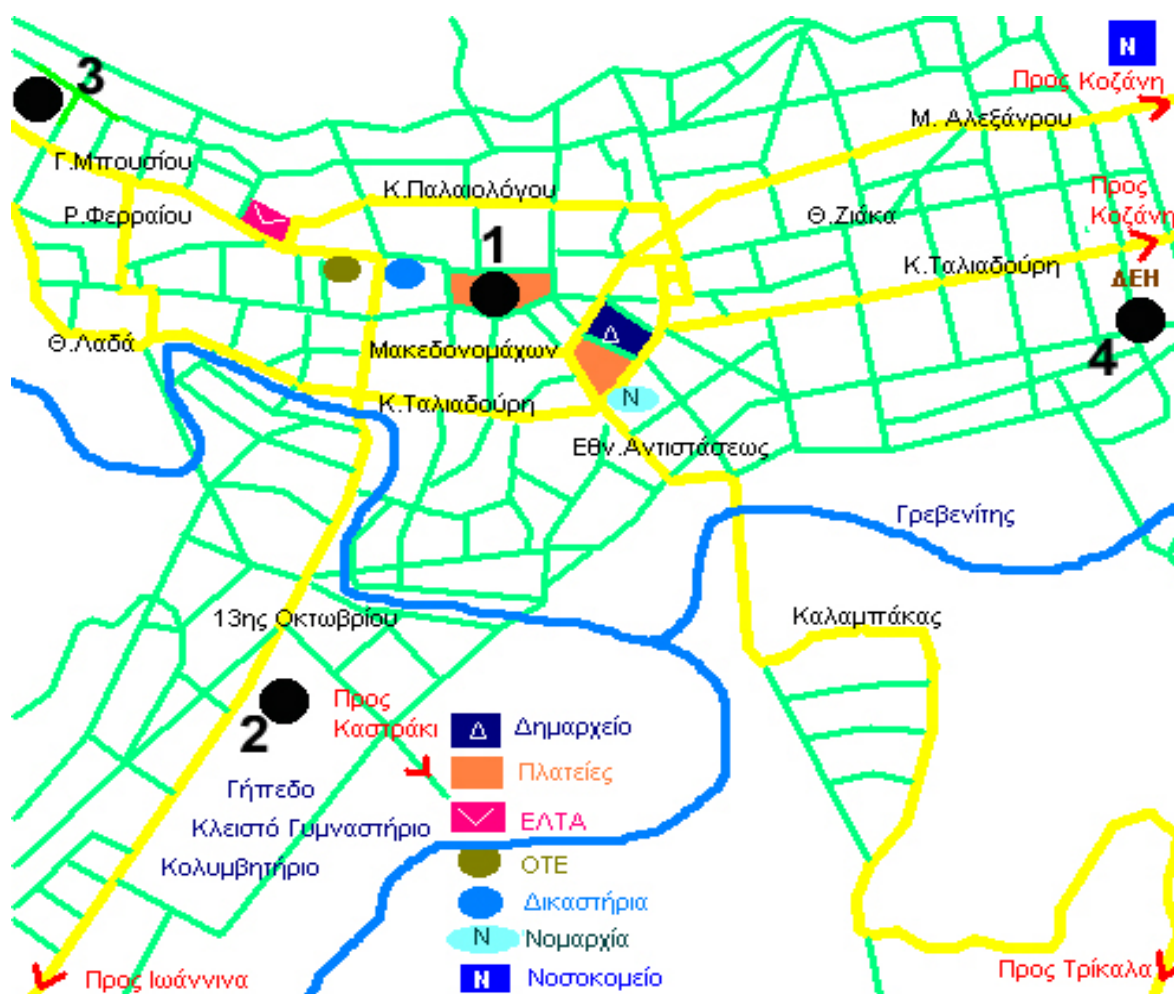 N
3
Προς Κοζάνη
Μ. Αλεξάνρου
Γ.Μπουσίου
Κ.Παλαιολόγου
Προς
Κοζάνη
Ρ.Φερραίου
Θ.Ζιάκα
1
Κ.Ταλιαδούρη
ΔΕΗ
Δ
Θ.Λαδά
Μακεδονομάχων
4
Κ.Ταλιαδούρη
N
Εθν.Αντιστάσεως
Γρεβενίτης
13ης Οκτωβρίου
Καλαμπάκας
2
Προς
Καστράκι
Δ Δημαρχείο
Πλατείες
Γήπεδο
ΕΛΤΑ
Κλειστό Γυμναστήριο
Κολυμβητήριο
ΟΤΕ
Δικαστήρια
N Νομαρχία
N Νοσοκομείο
Προς Ιωάννινα
Προς Τρίκαλα